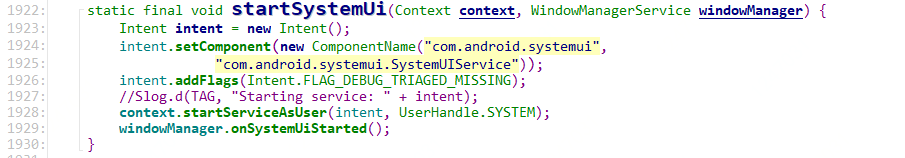 1922: static final void startSystemUi(Context context, WindowManagerService windowManager) {
1923: Intent intent = new Intent();
1924: intent.setComponent(new ComponentName("com.android.systemui",
1925: "com.android.systemui.SystemUIService"));
1926: intent.addFlags(Intent.FLAG_DEBUG_TRIAGED_MISSING);
1927: //Slog.d(TAG, "Starting service: " + intent);
1928: context.startServiceAsUser(intent, UserHandle.SYSTEM);
1929: windowManager.onSystemUiStarted();
1930: }